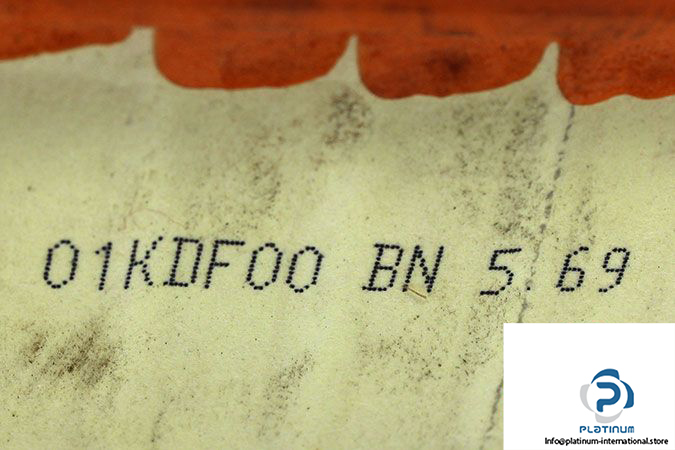 01KDF00 BN 5.69
PLATINUM
Info@platinum-international.store